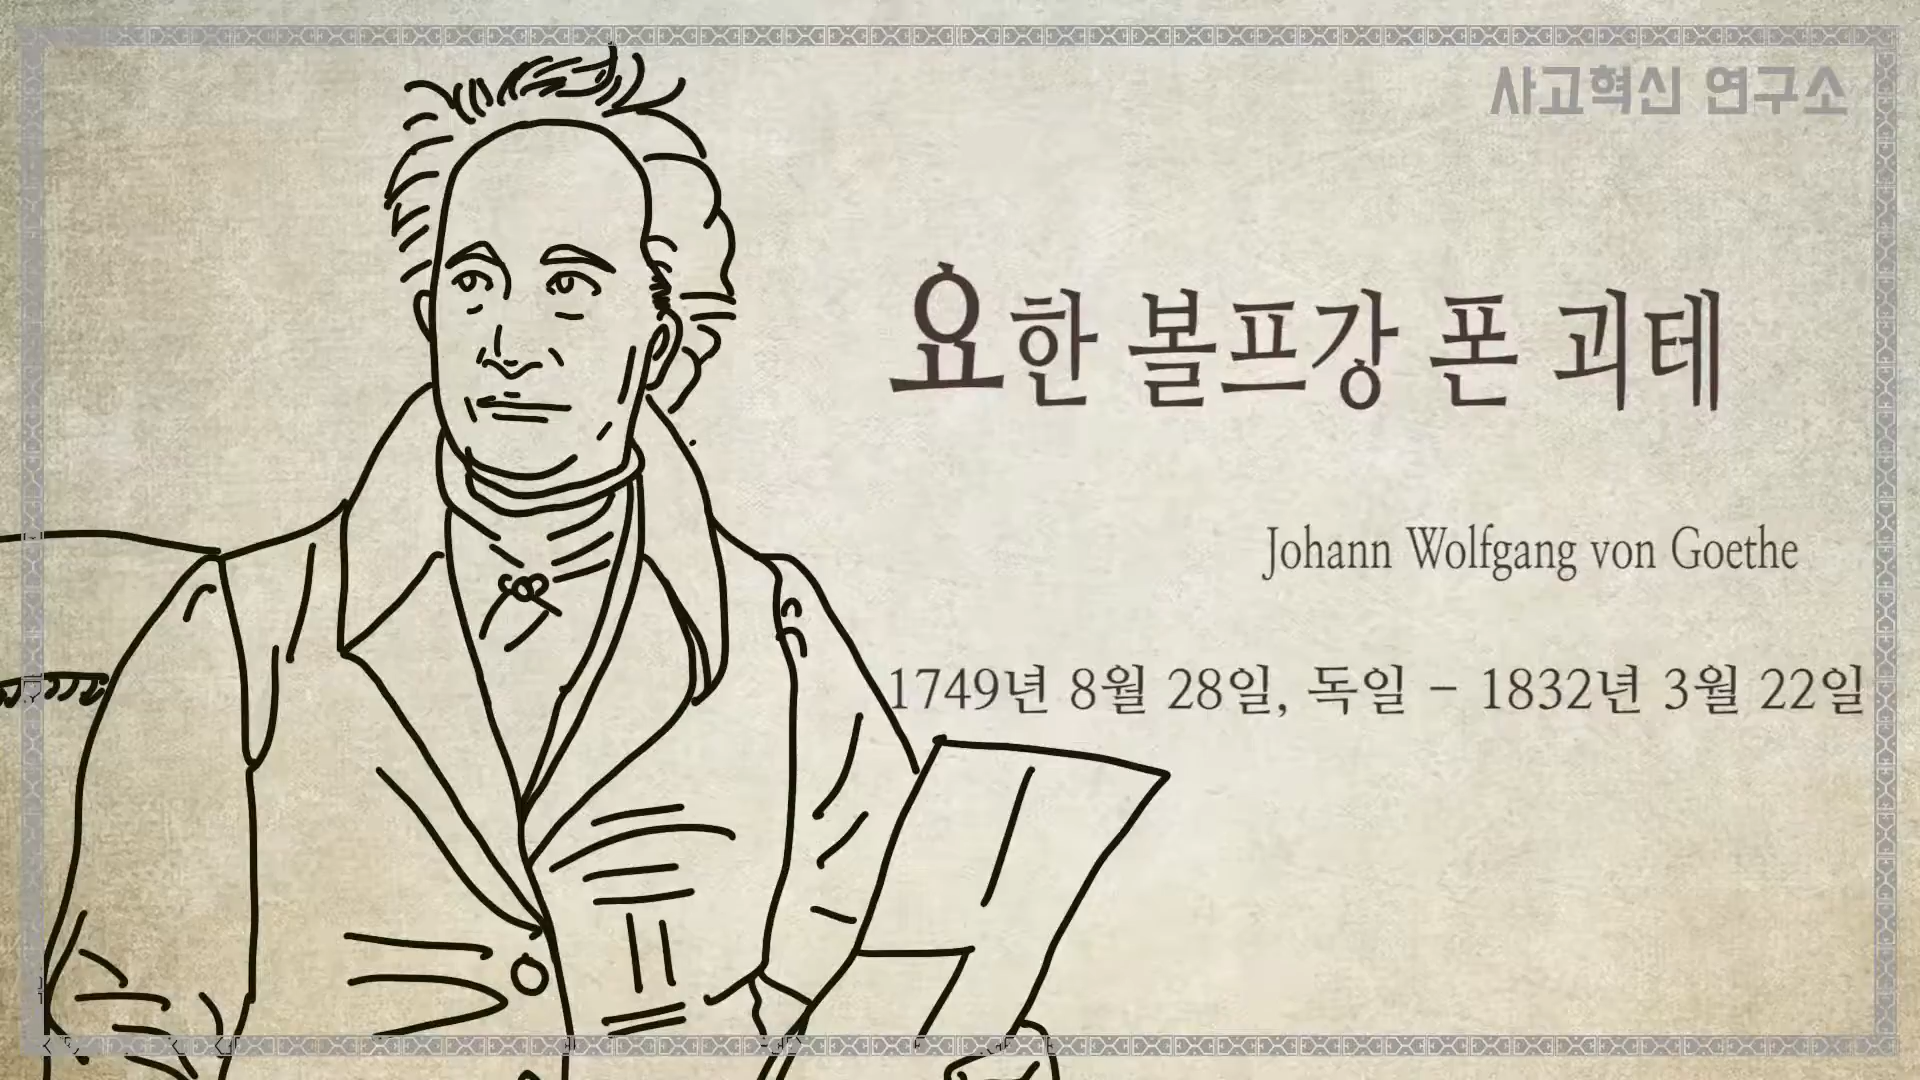 사고혁신 연구소
요한 볼프강 폰 괴테
Johann Wolfgang von Goethe
1749년 8월 28일, 독일 - 1832년 3월 22일